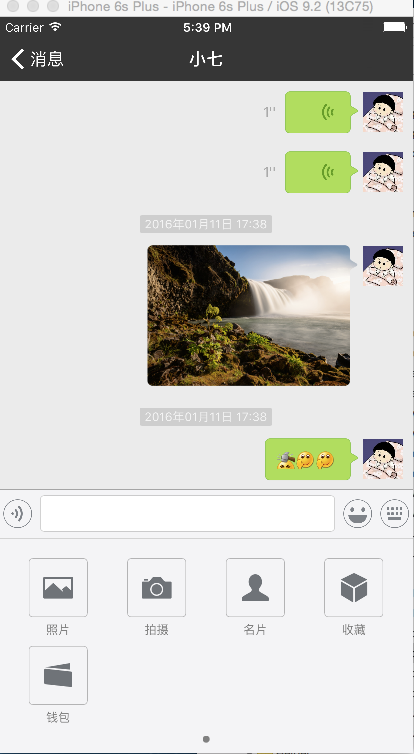 iPhone 6s Plus - iPhone 6s Plus / iOS 9.2 (13C75)
Carrier 5:39 PM
消息 小七
1"
1"
2016年01月11日 17:38
2016年01月11日 17:38
照片 拍摄 名片 收藏
钱包